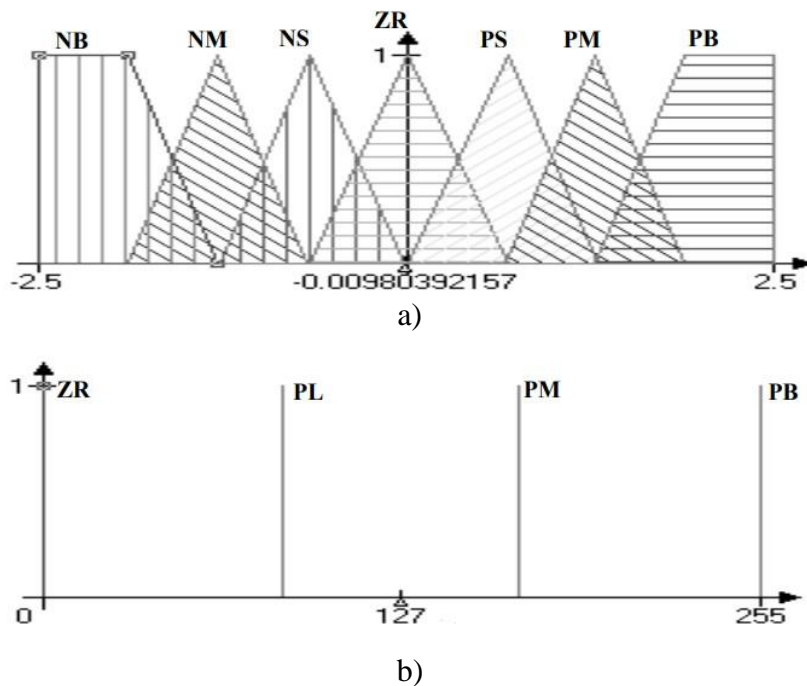 ZR
NB NM NS PS PM PB
1
-2.5 -0.00980392157 2.5
a)
1 ZR PL PM PB
0 127 255
b)